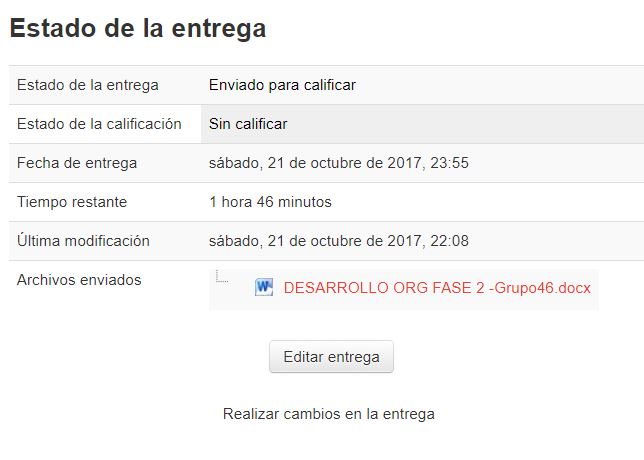 Estado de la entrega
Estado de la entrega Enviado para calificar
Estado de la calificación Sin calificar
Fecha de entrega sábado, 21 de octubre de 2017, 23:55
Tiempo restante 1 hora 46 minutos
Última modificación sábado, 21 de octubre de 2017, 22:08
Archivos enviados DESARROLLO ORG FASE 2 -Grupo46.docx
Editar entrega
Realizar cambios en la entrega